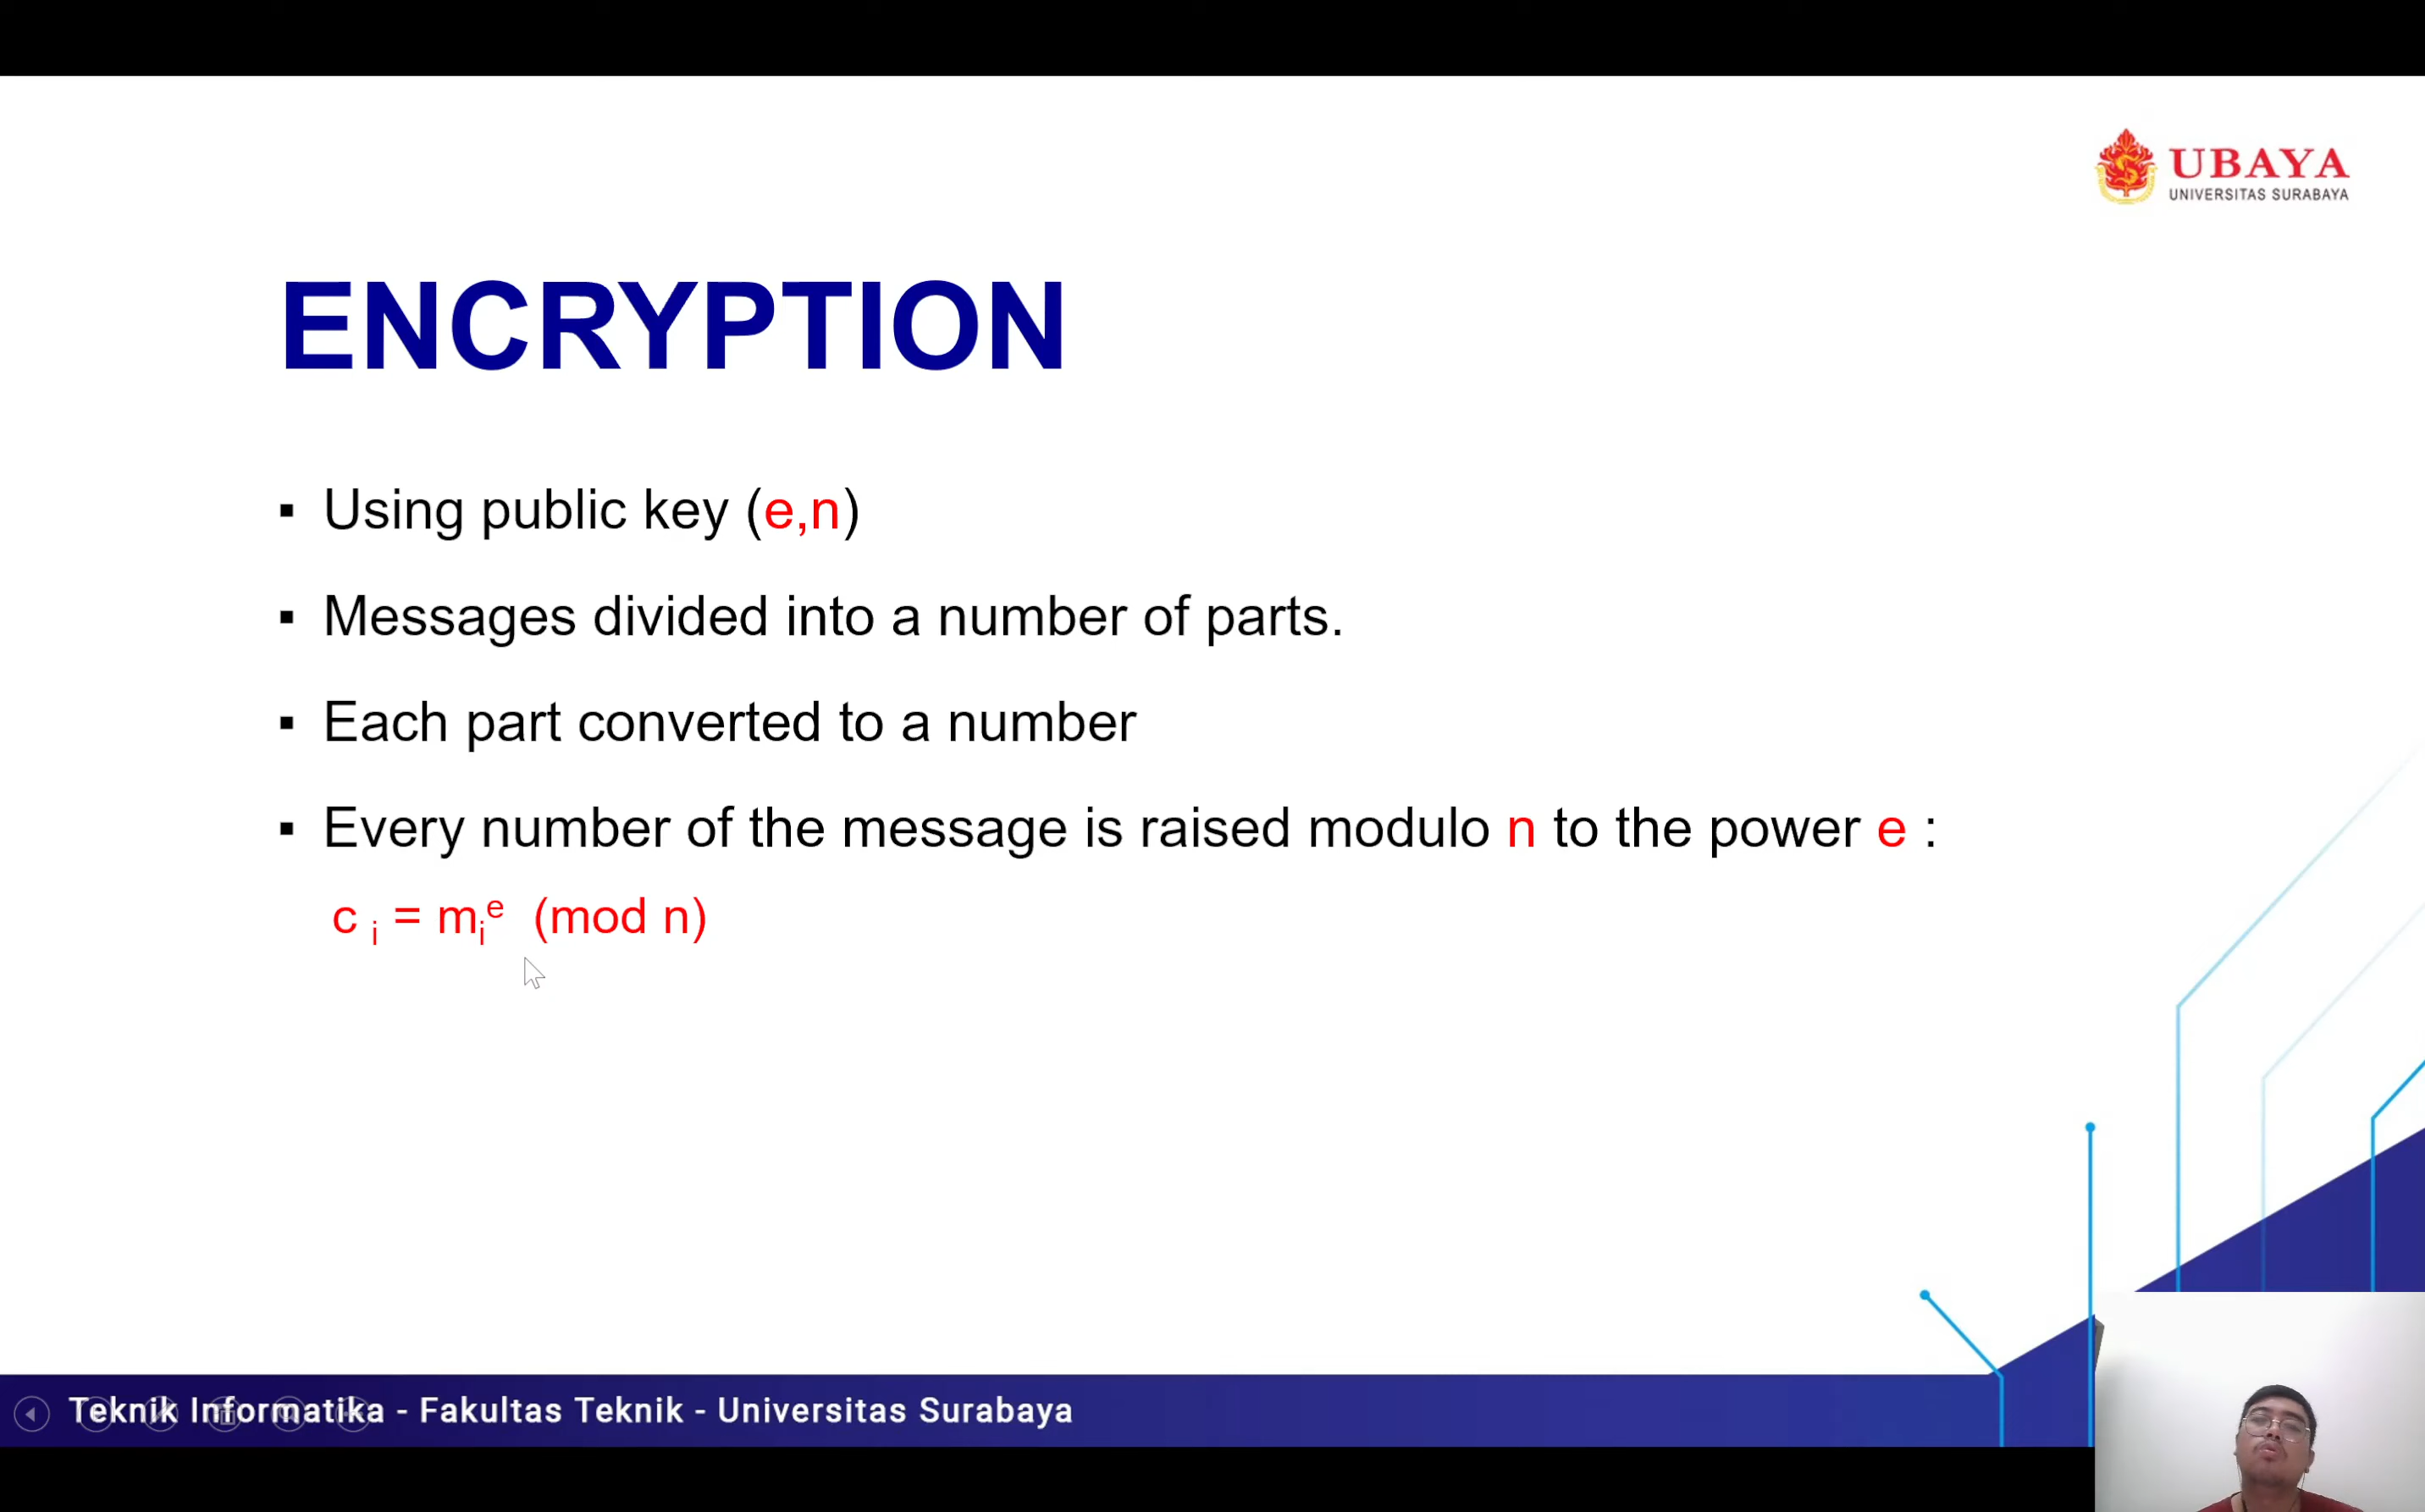 UBAYA
UNIVERSITAS SURABAYA
ENCRYPTION
▪ Using public key (e,n)
▪ Messages divided into a number of parts.
▪ Each part converted to a number
▪ Every number of the message is raised modulo n to the power e :
c i = mᵢᵉ (mod n)
Teknik Informatika - Fakultas Teknik - Universitas Surabaya